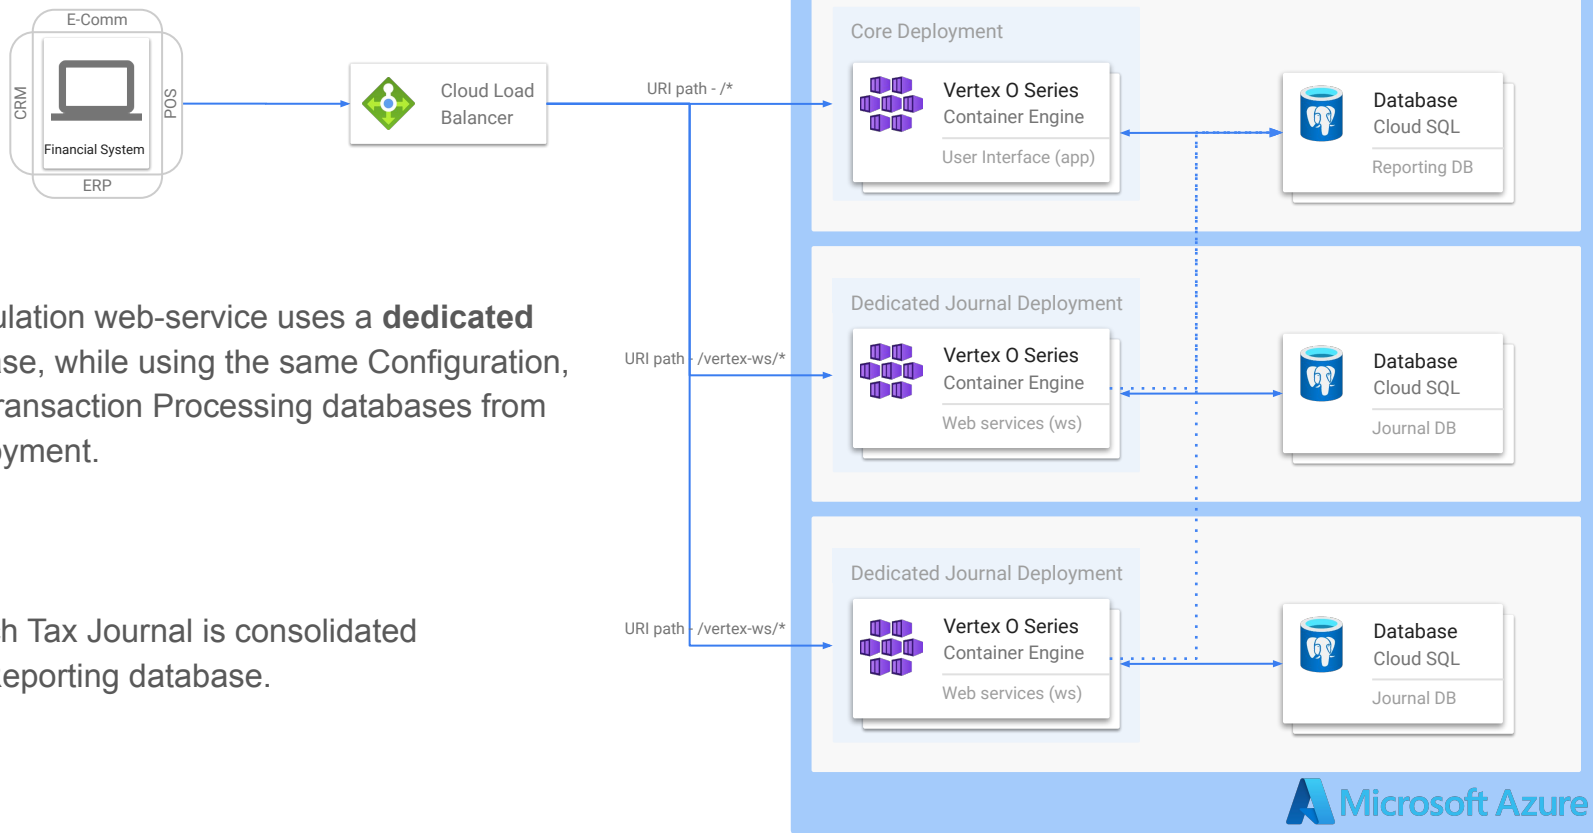 E-Comm
CRM
POS
Financial System
ERP
Cloud Load
Balancer
URI path - /*
Core Deployment
Vertex O Series
Container Engine
User Interface (app)
Database
Cloud SQL
Reporting DB
ulation web-service uses a dedicated
ase, while using the same Configuration,
ransaction Processing databases from
oyment.
URI path - /vertex-ws/*
Dedicated Journal Deployment
Vertex O Series
Container Engine
Web services (ws)
Database
Cloud SQL
Journal DB
h Tax Journal is consolidated
eporting database.
URI path - /vertex-ws/*
Dedicated Journal Deployment
Vertex O Series
Container Engine
Web services (ws)
Database
Cloud SQL
Journal DB
Microsoft Azure